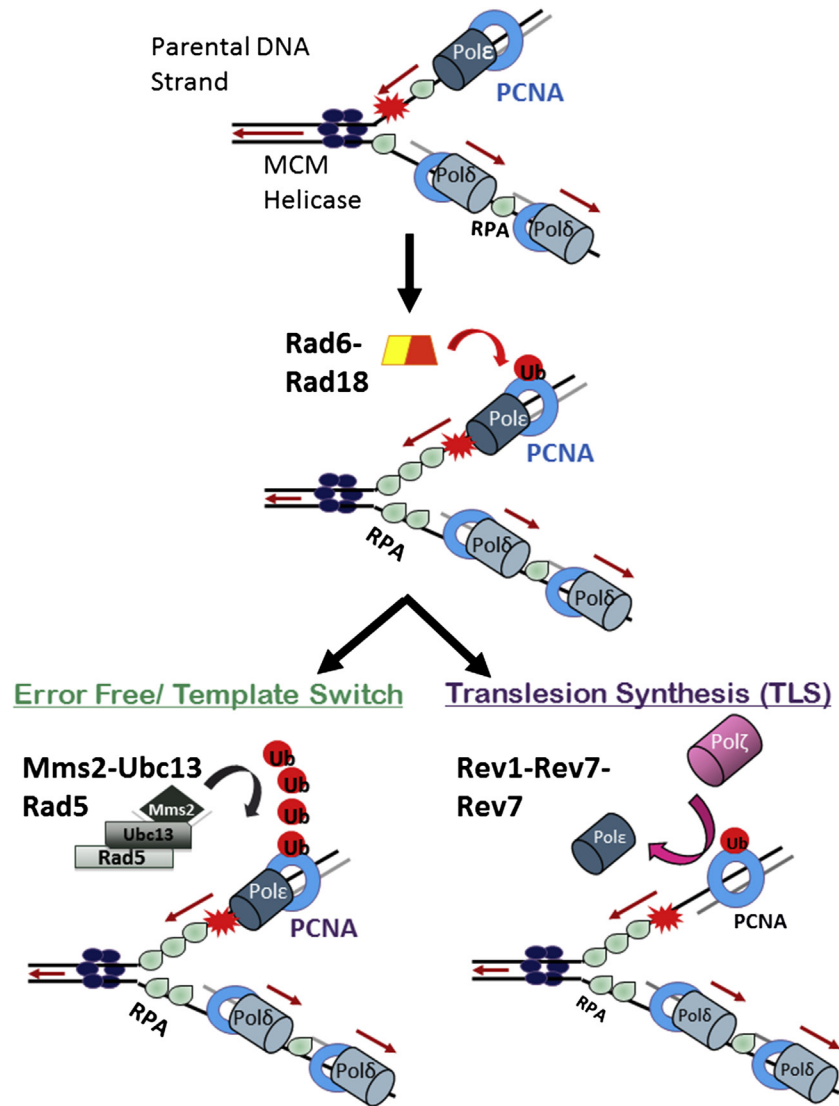 Parental DNA
Strand
Polε
PCNA
MCM
Helicase
Polδ
RPA
Polδ
Rad6-
Rad18
Ub
Polε
PCNA
RPA
Polδ
Polδ
Error Free/ Template Switch
Mms2-Ubc13
Rad5
Mms2
Ubc13
Rad5
Ub
Ub
Ub
Ub
Polε
PCNA
RPA
Polδ
Polδ
Translesion Synthesis (TLS)
Rev1-Rev7-
Rev7
Polζ
Polε
Ub
PCNA
RPA
Polδ
Polδ